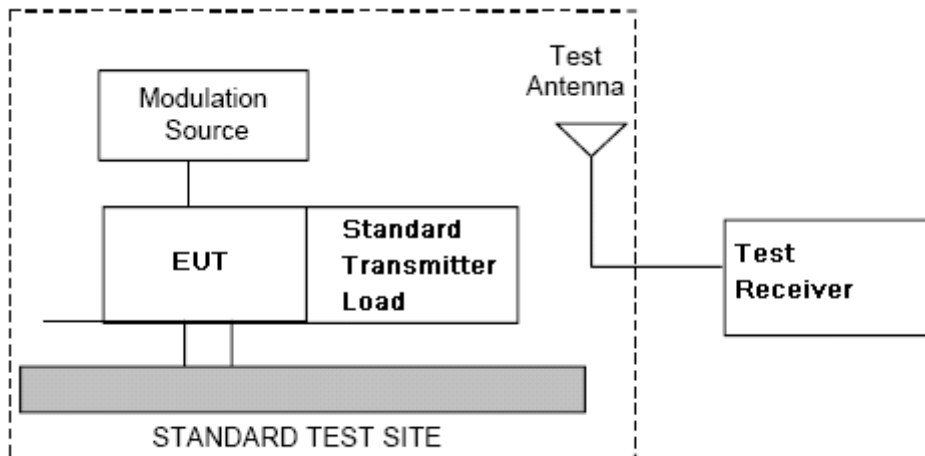 Test
Antenna
Modulation
Source
EUT
Standard
Transmitter
Load
Test
Receiver
STANDARD TEST SITE